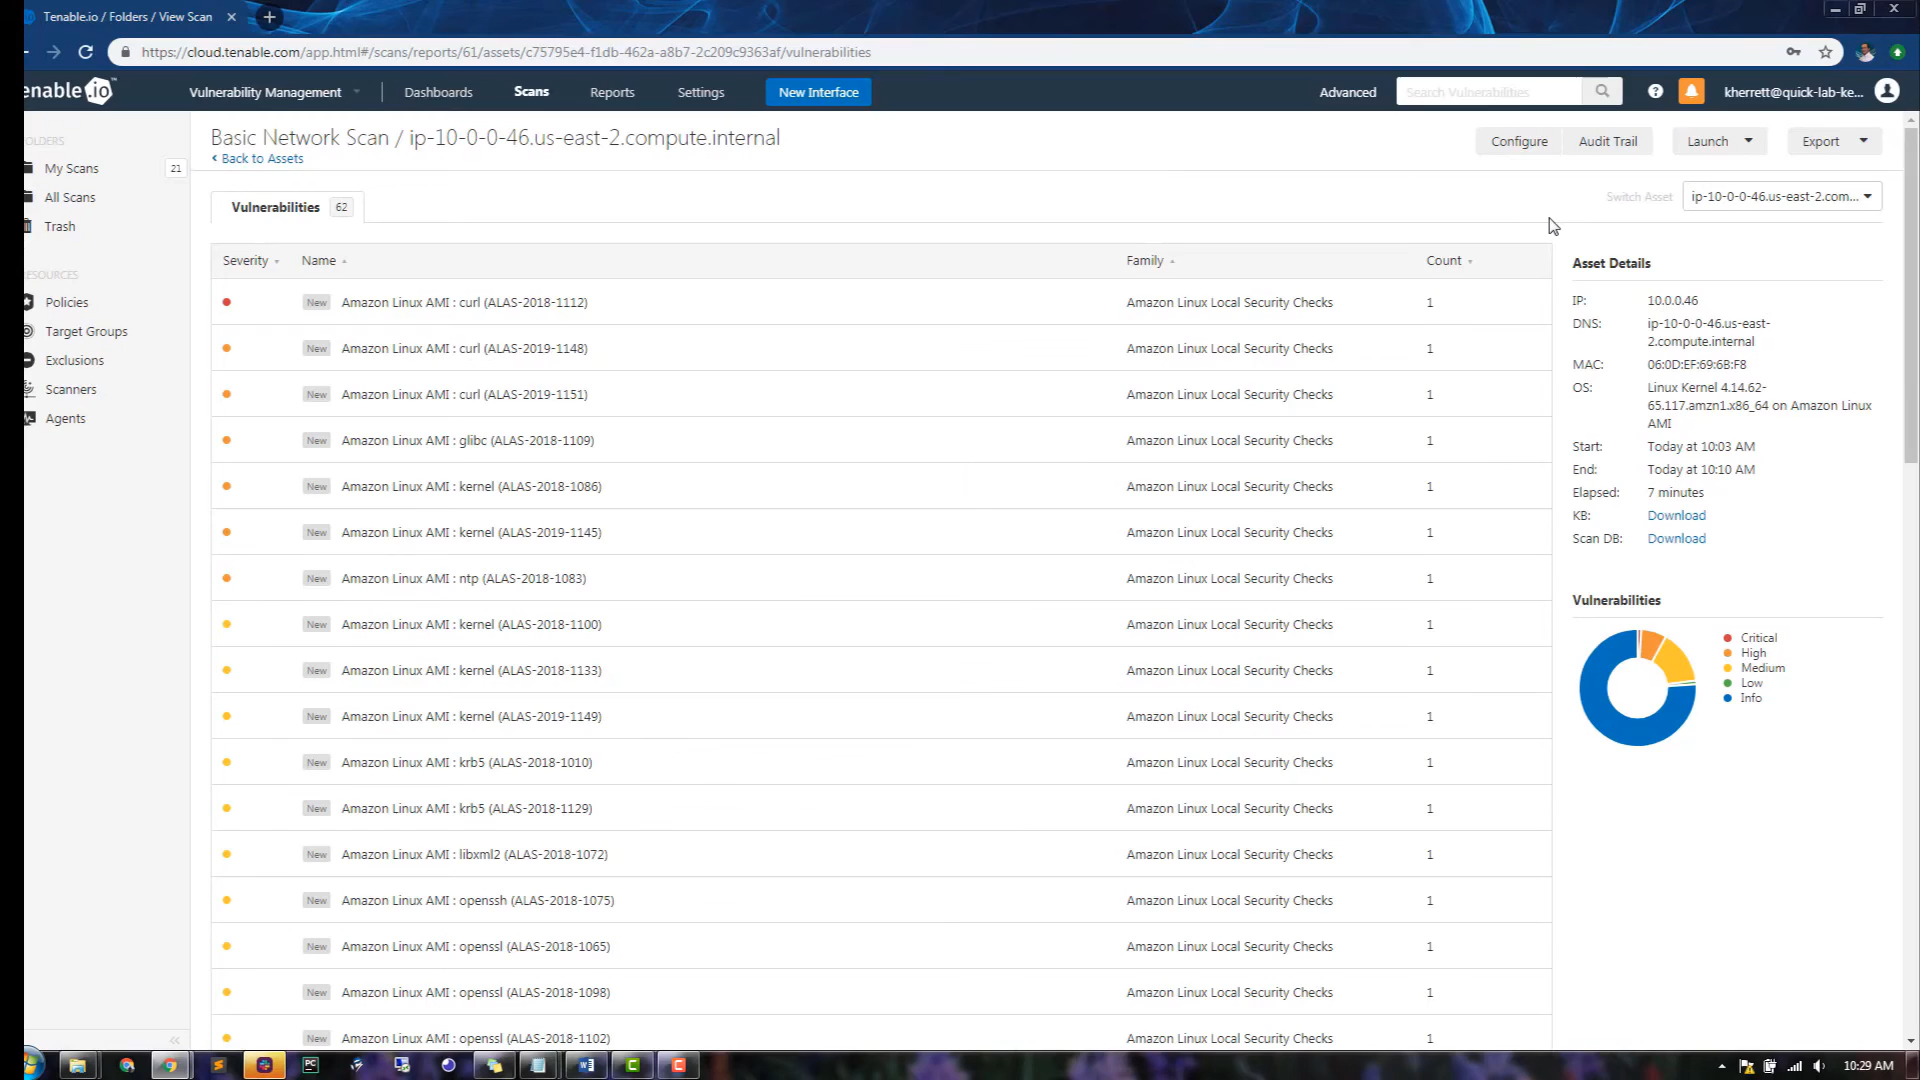 Tenable.io / Folders / View Scan
https://cloud.tenable.com/app.html#/scans/reports/61/assets/c75795e4-f1db-462a-a8b7-2c209c9363af/vulnerabilities
enable.io™ Vulnerability Management Dashboards Scans Reports Settings New Interface Advanced Search Vulnerabilities kherrett@quick-lab-ke...
OLDERS
My Scans 21
All Scans
Trash
ESOURCES
Policies
Target Groups
Exclusions
Scanners
Agents
Basic Network Scan / ip-10-0-0-46.us-east-2.compute.internal
Back to Assets
Configure Audit Trail Launch Export
Vulnerabilities 62
Switch Asset ip-10-0-0-46.us-east-2.com...
Severity Name Family Count
New Amazon Linux AMI : curl (ALAS-2018-1112) Amazon Linux Local Security Checks 1
New Amazon Linux AMI : curl (ALAS-2019-1148) Amazon Linux Local Security Checks 1
New Amazon Linux AMI : curl (ALAS-2019-1151) Amazon Linux Local Security Checks 1
New Amazon Linux AMI : glibc (ALAS-2018-1109) Amazon Linux Local Security Checks 1
New Amazon Linux AMI : kernel (ALAS-2018-1086) Amazon Linux Local Security Checks 1
New Amazon Linux AMI : kernel (ALAS-2019-1145) Amazon Linux Local Security Checks 1
New Amazon Linux AMI : ntp (ALAS-2018-1083) Amazon Linux Local Security Checks 1
New Amazon Linux AMI : kernel (ALAS-2018-1100) Amazon Linux Local Security Checks 1
New Amazon Linux AMI : kernel (ALAS-2018-1133) Amazon Linux Local Security Checks 1
New Amazon Linux AMI : kernel (ALAS-2019-1149) Amazon Linux Local Security Checks 1
New Amazon Linux AMI : krb5 (ALAS-2018-1010) Amazon Linux Local Security Checks 1
New Amazon Linux AMI : krb5 (ALAS-2018-1129) Amazon Linux Local Security Checks 1
New Amazon Linux AMI : libxml2 (ALAS-2018-1072) Amazon Linux Local Security Checks 1
New Amazon Linux AMI : openssh (ALAS-2018-1075) Amazon Linux Local Security Checks 1
New Amazon Linux AMI : openssl (ALAS-2018-1065) Amazon Linux Local Security Checks 1
New Amazon Linux AMI : openssl (ALAS-2018-1098) Amazon Linux Local Security Checks 1
New Amazon Linux AMI : openssl (ALAS-2018-1102) Amazon Linux Local Security Checks 1
Asset Details
IP: 10.0.0.46
DNS: ip-10-0-0-46.us-east-
2.compute.internal
MAC: 06:0D:EF:69:6B:F8
OS: Linux Kernel 4.14.62-
65.117.amzn1.x86_64 on Amazon Linux
AMI
Start: Today at 10:03 AM
End: Today at 10:10 AM
Elapsed: 7 minutes
KB: Download
Scan DB: Download
Vulnerabilities
Critical
High
Medium
Low
Info
10:29 AM